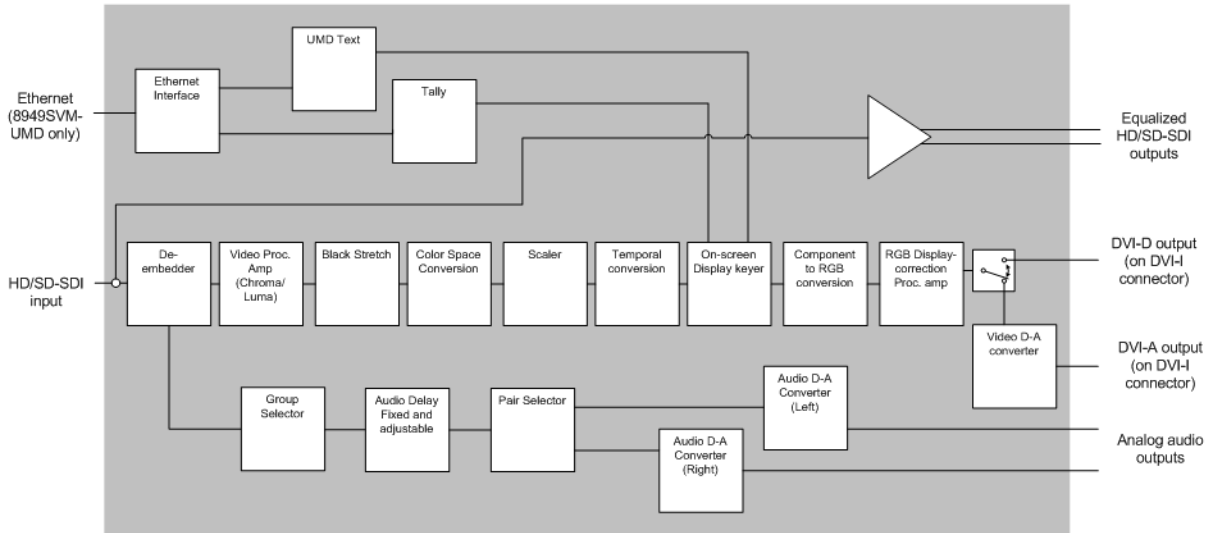 UMD Text
Ethernet
Interface
Tally
Ethernet
(8949SVM-
UMD only)
Equalized
HD/SD-SDI
outputs
HD/SD-SDI
input
De-
embedder
Video Proc.
Amp
(Chroma/
Luma)
Black Stretch
Color Space
Conversion
Scaler
Temporal
conversion
On-screen
Display keyer
Component
to RGB
conversion
RGB Display-
correction
Proc. amp
DVI-D output
(on DVI-I
connector)
Video D-A
converter
DVI-A output
(on DVI-I
connector)
Group
Selector
Audio Delay
Fixed and
adjustable
Pair Selector
Audio D-A
Converter
(Left)
Audio D-A
Converter
(Right)
Analog audio
outputs